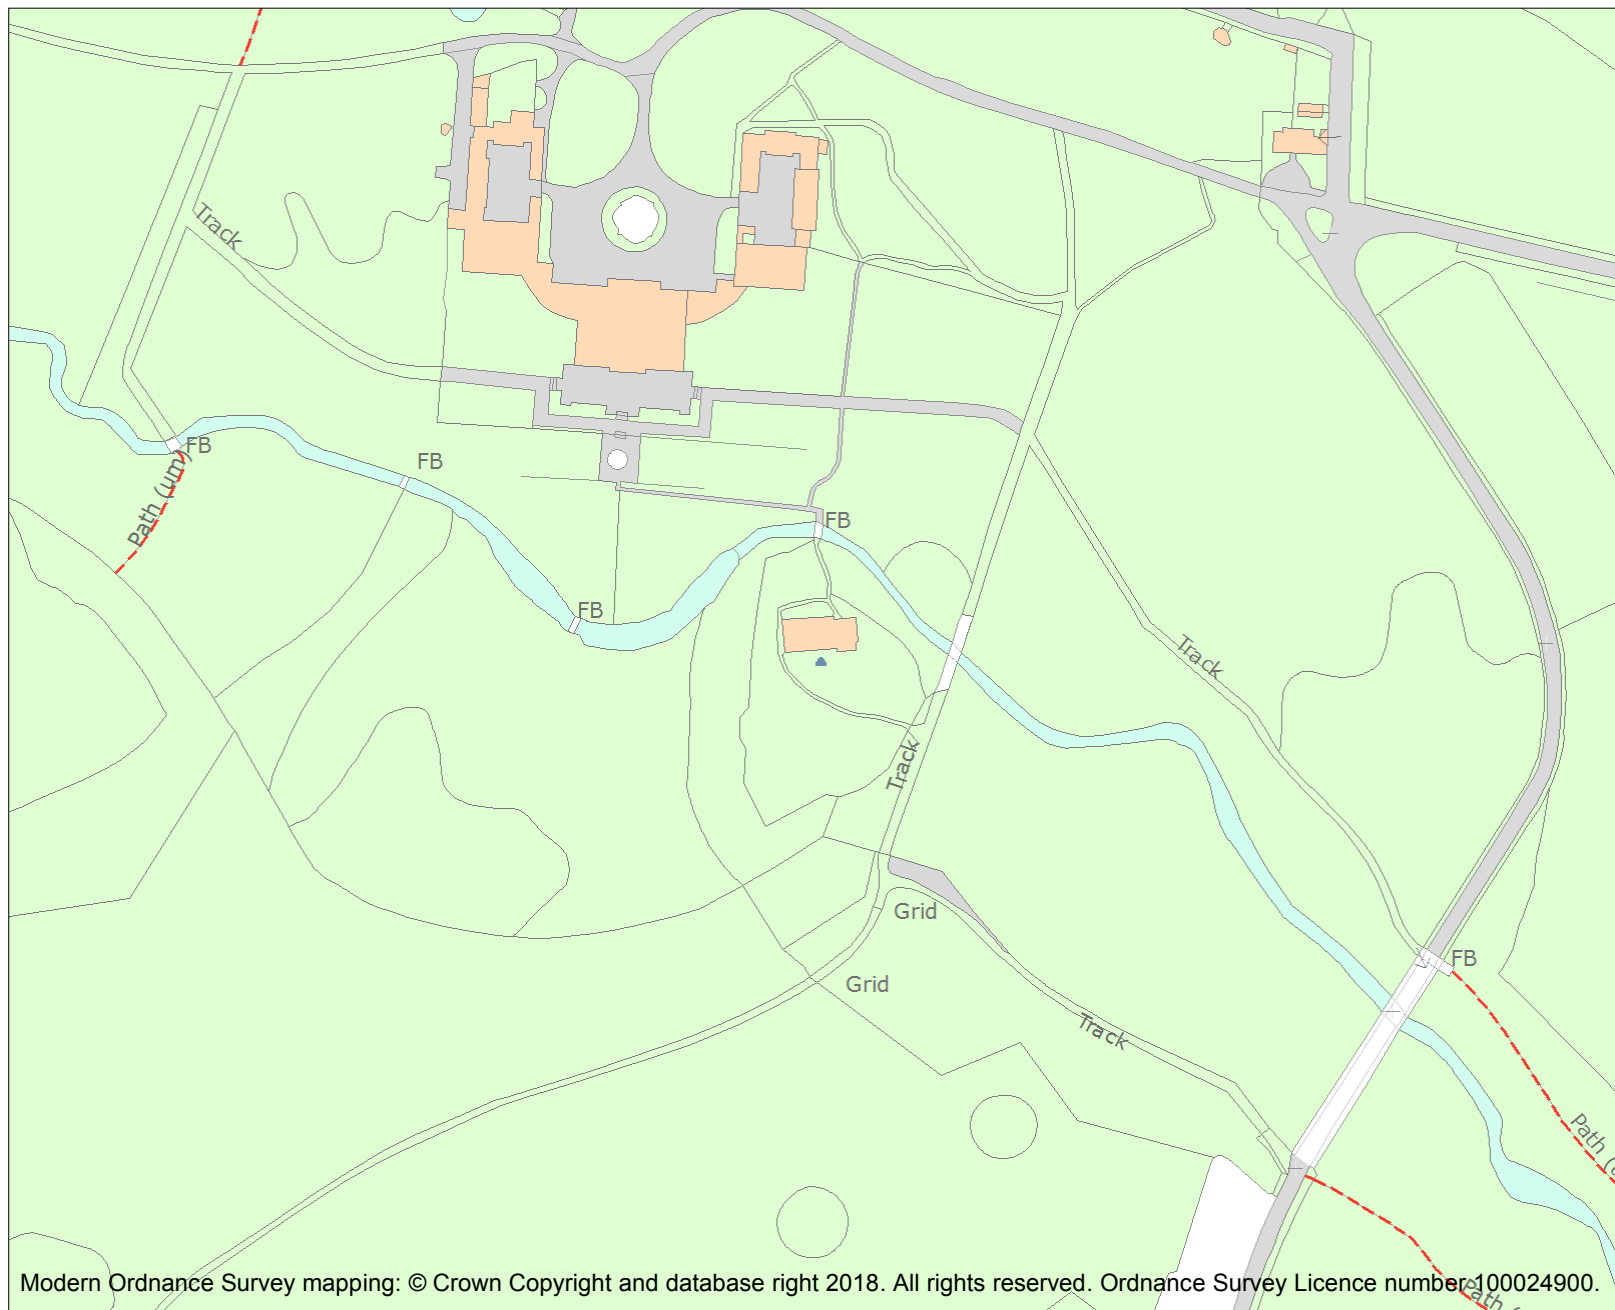 Track
FB
FB
Path (um)
FB
FB
Track
Track
Grid
FB
Grid
Track
Path (
Path
Modern Ordnance Survey mapping: © Crown Copyright and database right 2018. All rights reserved. Ordnance Survey Licence number 100024900.